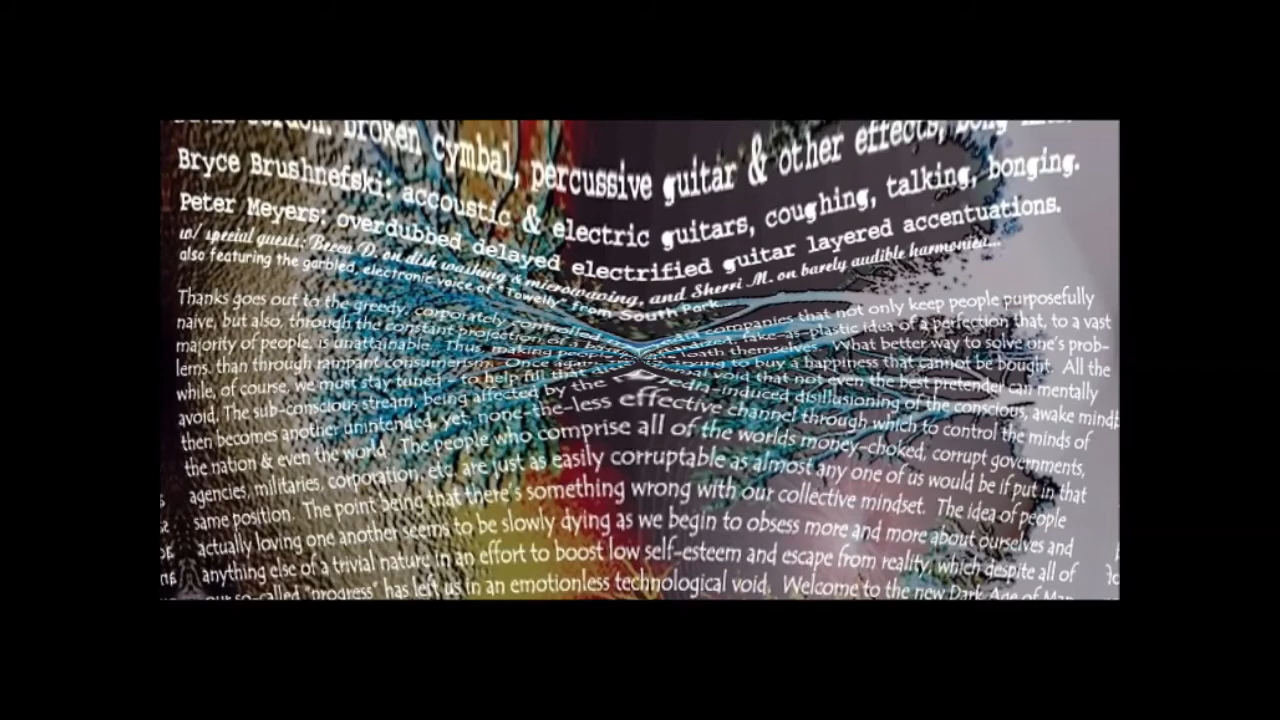 broken cymbal, percussive guitar & other effects,
Bryce Brushnefski: accoustic & electric guitars, coughing, talking, bonging.
Peter Meyers: overdubbed delayed electrified guitar layered accentuations.
w/ special guests: Becca D. on dish washing & microwaving, and Sherri M. on barely audible harmonica...
also featuring the garbled, electronic voice of "Towelly" from South Park...
Thanks goes out to the greedy, corporately controlled companies that not only keep people purposefully
naive, but also, through the constant projection of fake-as-plastic idea of a perfection that, to a vast
majority of people, is unattainable. Thus, making loath themselves. What better way to solve one's prob-
lems, than through rampant consumerism. Once again to buy a happiness that cannot be bought. All the
while, of course, we must stay tuned - to help fill that void that not even the best pretender can mentally
avoid. The sub-conscious stream, being affected by the media-induced disillusioning of the conscious, awake mind
then becomes another unintended, yet, none-the-less effective channel through which to control the minds of
the nation & even the world. The people who comprise all of the worlds money-choked, corrupt governments,
agencies, militaries, corporation, etc. are just as easily corruptable as almost any one of us would be if put in that
same position. The point being that there's something wrong with our collective mindset. The idea of people
actually loving one another seems to be slowly dying as we begin to obsess more and more about ourselves and
anything else of a trivial nature in an effort to boost low self-esteem and escape from reality, which despite all of
our so-called "progress" has left us in an emotionless technological void. Welcome to the new Dark Age of